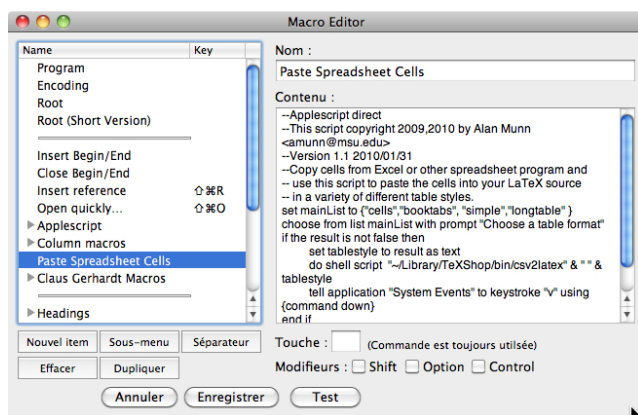 Macro Editor
Name Key
Program
Encoding
Root
Root (Short Version)
Insert Begin/End
Close Begin/End
Insert reference ⇧⌘R
Open quickly... ⇧⌘O
Applescript
Column macros
Paste Spreadsheet Cells
Claus Gerhardt Macros
Headings
Nouvel item Sous-menu Séparateur
Effacer Dupliquer
Nom :
Paste Spreadsheet Cells
Contenu :
--Applescript direct
--This script copyright 2009,2010 by Alan Munn
<amunn@msu.edu>
--Version 1.1 2010/01/31
--Copy cells from Excel or other spreadsheet program and
-- use this script to paste the cells into your LaTeX source
-- in a variety of different table styles.
set mainList to {"cells","booktabs", "simple","longtable" }
choose from list mainList with prompt "Choose a table format"
if the result is not false then
set tablestyle to result as text
do shell script "~/Library/TeXShop/bin/csv2latex" & " " &
tablestyle
tell application "System Events" to keystroke "v" using
{command down}
end if
Touche : (Commande est toujours utilsée)
Modifieurs : Shift Option Control
Annuler Enregistrer Test